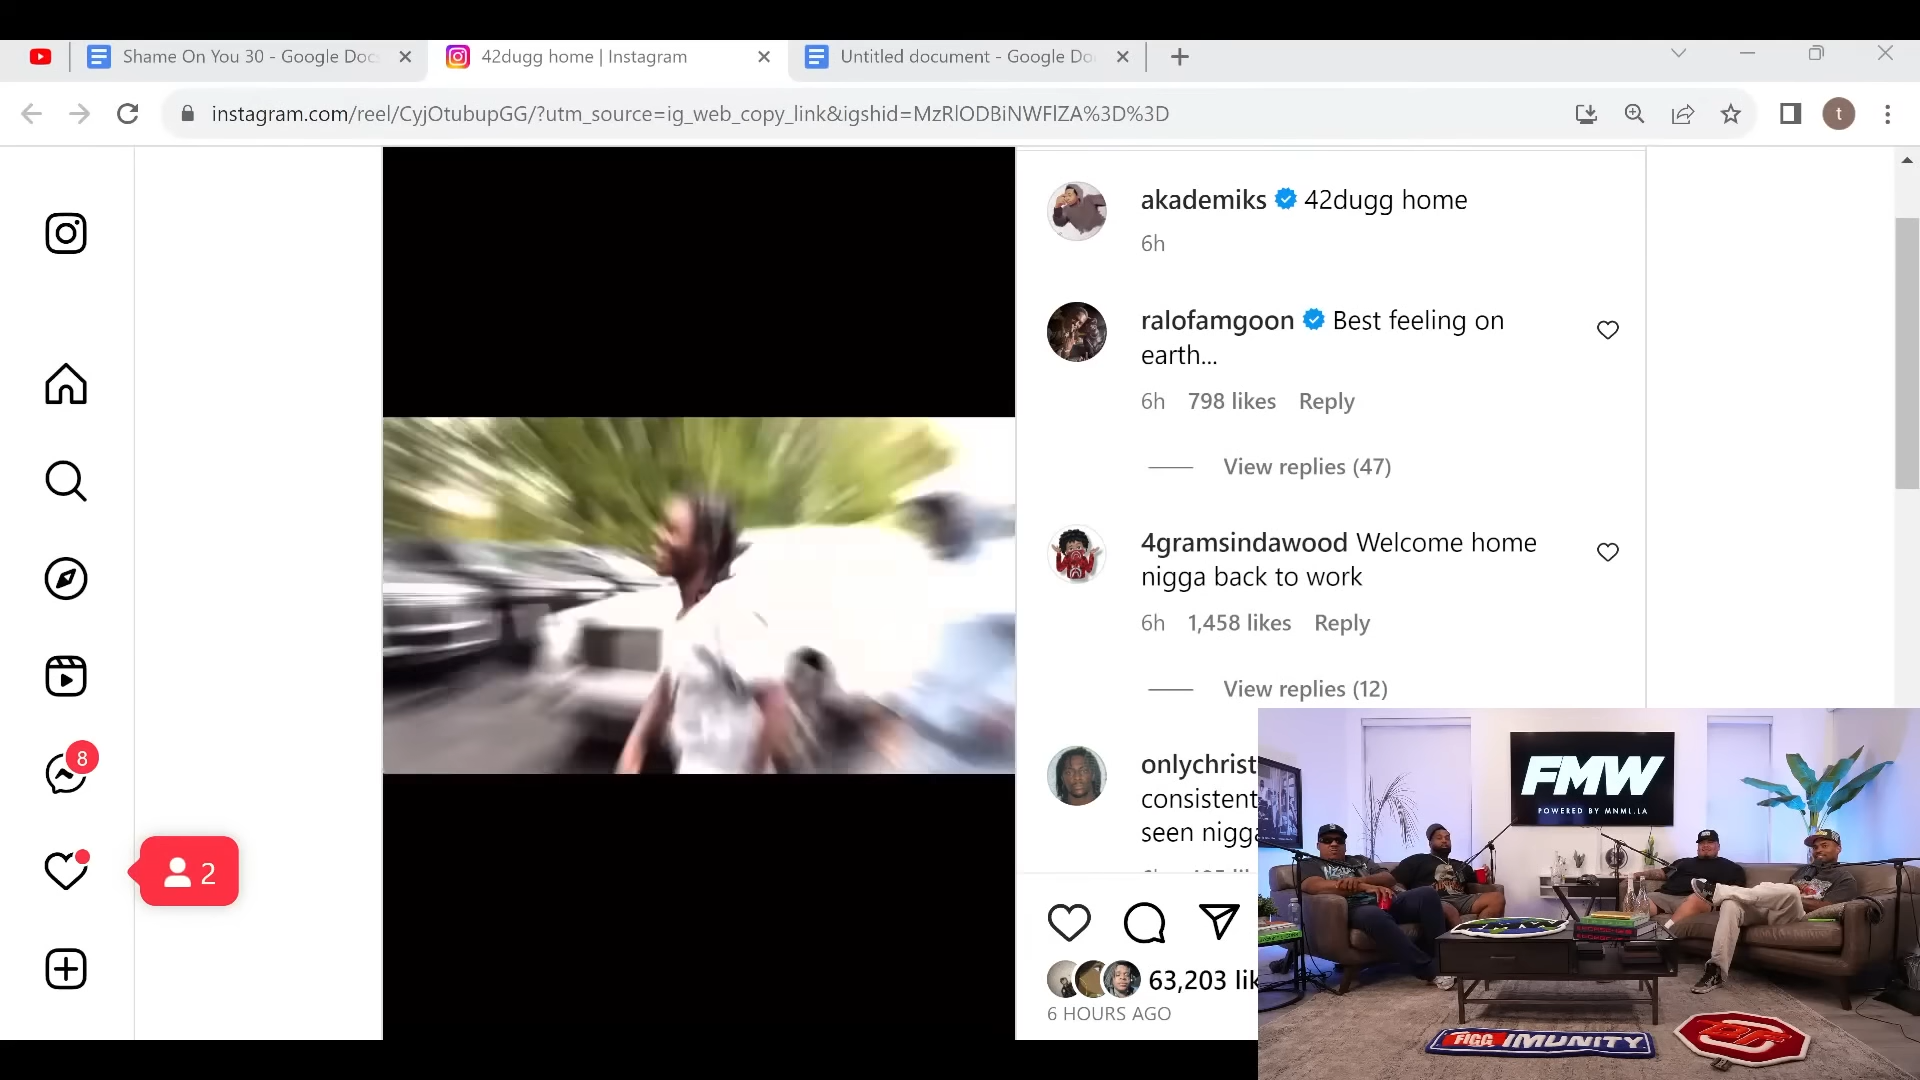 Shame On You 30 - Google Docs
42dugg home | Instagram
Untitled document - Google Do
instagram.com/reel/CyjOtubupGG/?utm_source=ig_web_copy_link&igshid=MzRlODBiNWFlZA%3D%3D
t
akademiks 42dugg home
6h
ralofamgoon Best feeling on
earth...
6h 798 likes Reply
View replies (47)
4gramsindawood Welcome home
nigga back to work
6h 1,458 likes Reply
View replies (12)
onlychrist
consistent
seen nigga
8
2
63,203 lik
6 HOURS AGO
FMW
POWERED BY MNML.LA
FIGG IMUNITY